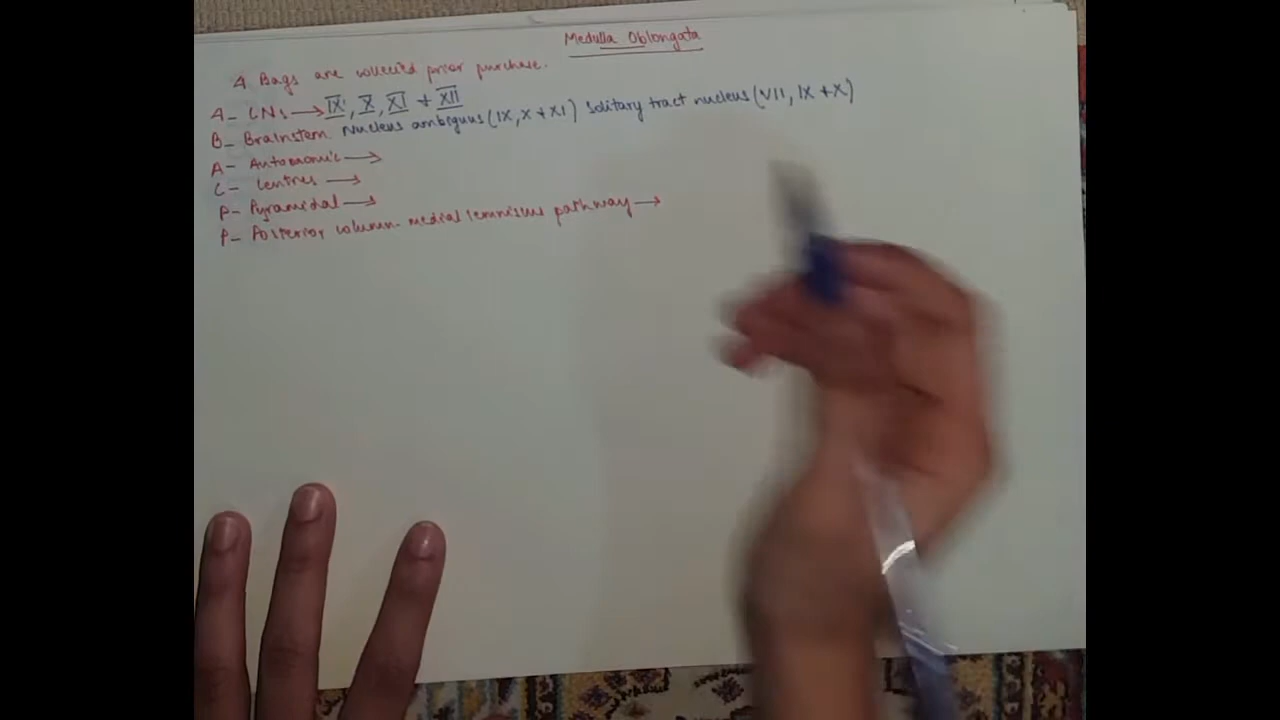 Medulla Oblongata
4 Bags are collected prior purchase.
4- CNs → IX, X, XI + XII
B- Brainstem Nucleus ambiguus (IX, X + XI) Solitary tract nucleus (VII, IX + X)
A- Autonomic →
C- Centres →
P- Pyramidal →
P- Posterior column- medial lemniscus pathway →